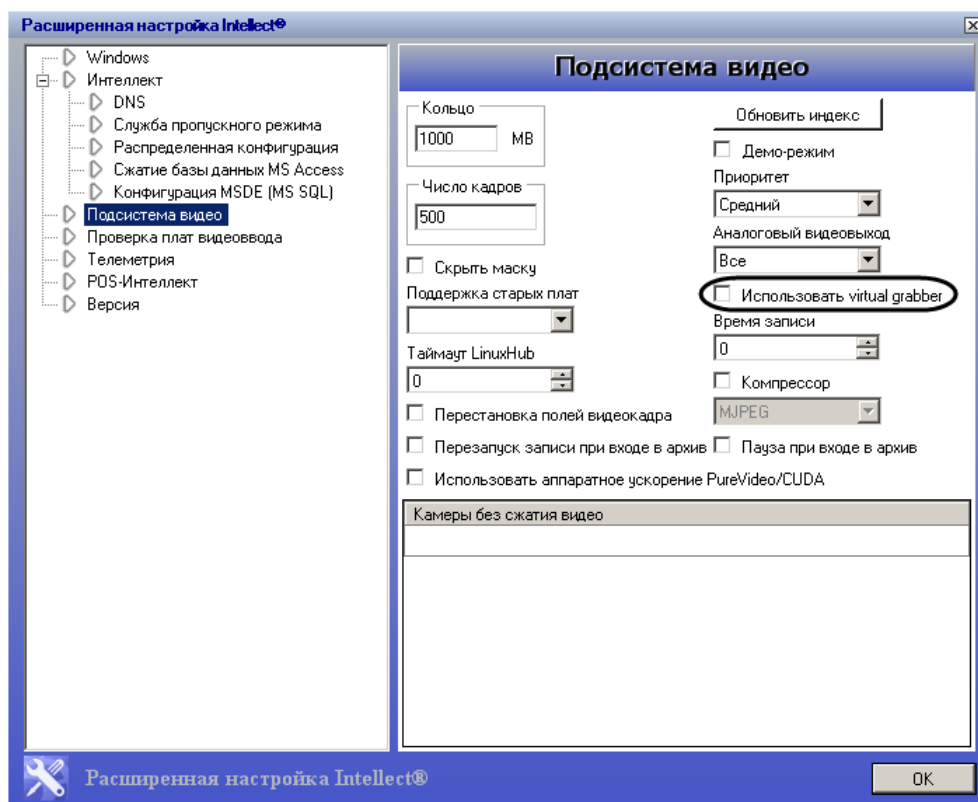 Расширенная настройка Intellect®
Windows
Интеллект
DNS
Служба пропускного режима
Распределенная конфигурация
Сжатие базы данных MS Access
Конфигурация MSDE (MS SQL)
Подсистема видео
Проверка плат видеоввода
Телеметрия
POS-Интеллект
Версия
Подсистема видео
Кольцо
1000 MB
Число кадров
500
Скрыть маску
Поддержка старых плат
Таймаут LinuxHub
0
Обновить индекс
Демо-режим
Приоритет
Средний
Аналоговый видеовыход
Все
Использовать virtual grabber
Время записи
0
Компрессор
MJPEG
Перестановка полей видеокадра
Перезапуск записи при входе в архив
Пауза при входе в архив
Использовать аппаратное ускорение PureVideo/CUDA
Камеры без сжатия видео
Расширенная настройка Intellect®
OK